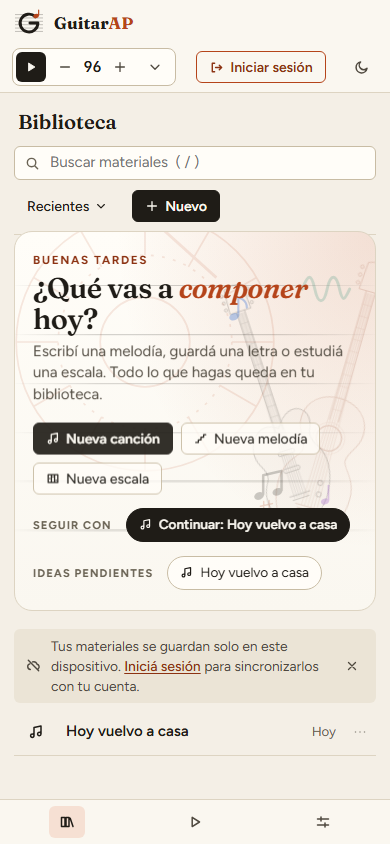 GuitarAP
96
Iniciar sesión
Biblioteca
Buscar materiales ( / )
Recientes
Nuevo
BUENAS TARDES
¿Qué vas a componer
hoy?
Escribí una melodía, guardá una letra o estudiá
una escala. Todo lo que hagas queda en tu
biblioteca.
Nueva canción
Nueva melodía
Nueva escala
SEGUIR CON
Continuar: Hoy vuelvo a casa
IDEAS PENDIENTES
Hoy vuelvo a casa
Tus materiales se guardan solo en este
dispositivo. Iniciá sesión para sincronizarlos
con tu cuenta.
Hoy vuelvo a casa
Hoy